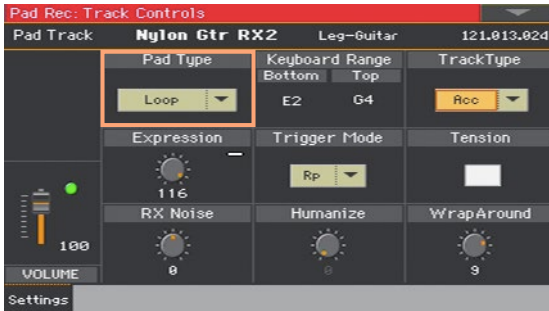 Pad Rec: Track Controls
Pad Track Nylon Gtr RX2 Leg-Guitar 121.013.024
Pad Type Keyboard Range TrackType
Bottom Top
Loop E2 G4 Acc
Expression Trigger Mode Tension
Rp
116
RX Noise Humanize WrapAround
100
0 0 9
VOLUME
Settings